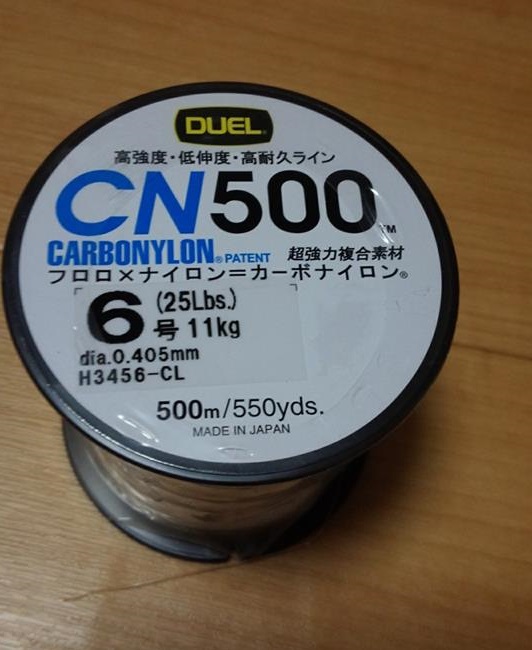 DUEL®
高強度・低伸度・高耐久ライン
CN500™
CARBONYLON® PATENT 超強力複合素材
フロロ×ナイロン=カーボナイロン®
6号 (25Lbs.) 11kg
dia.0.405mm
H3456-CL
500m/550yds.
MADE IN JAPAN